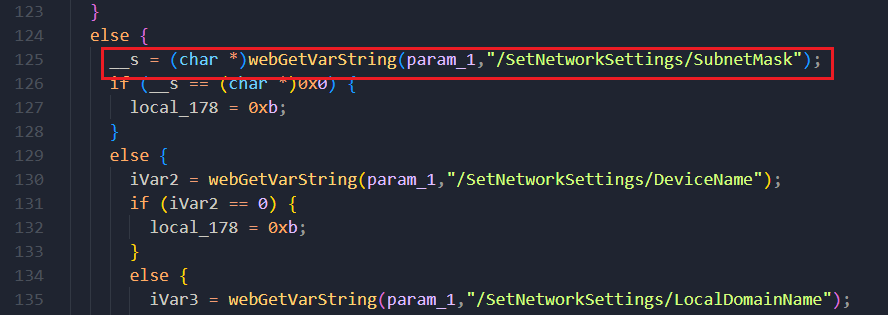 123 }
124 else {
125 __s = (char *)webGetVarString(param_1,"/SetNetworkSettings/SubnetMask");
126 if (__s == (char *)0x0) {
127 local_178 = 0xb;
128 }
129 else {
130 iVar2 = webGetVarString(param_1,"/SetNetworkSettings/DeviceName");
131 if (iVar2 == 0) {
132 local_178 = 0xb;
133 }
134 else {
135 iVar3 = webGetVarString(param_1,"/SetNetworkSettings/LocalDomainName");